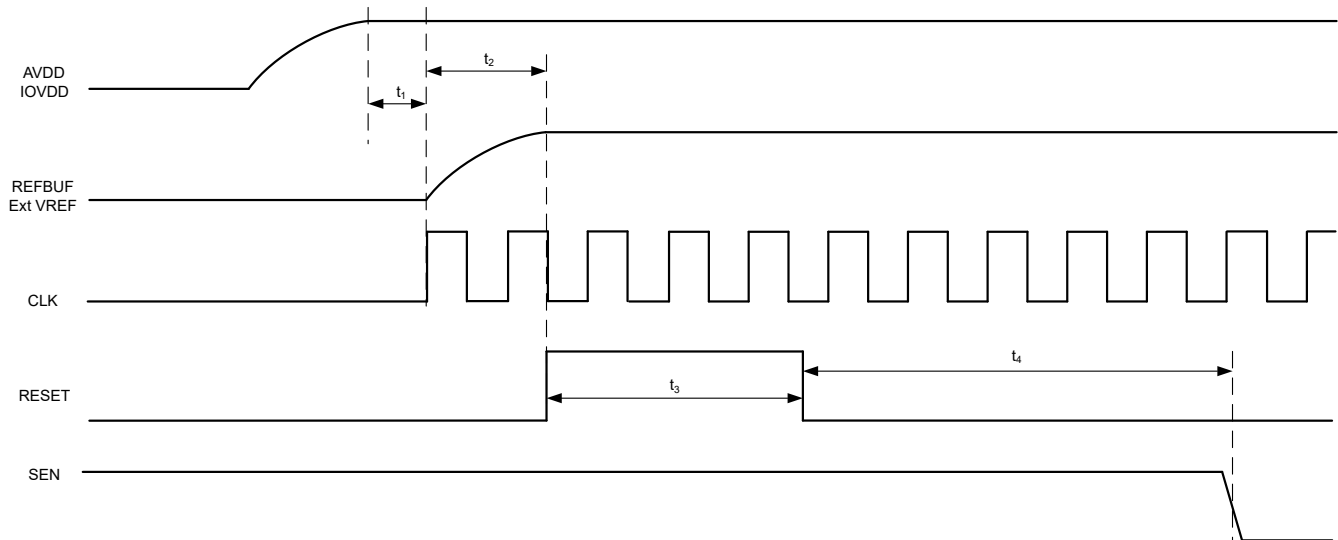 AVDD
IOVDD
t₁
t₂
REFBUF
Ext VREF
CLK
RESET
t₃
t₄
SEN